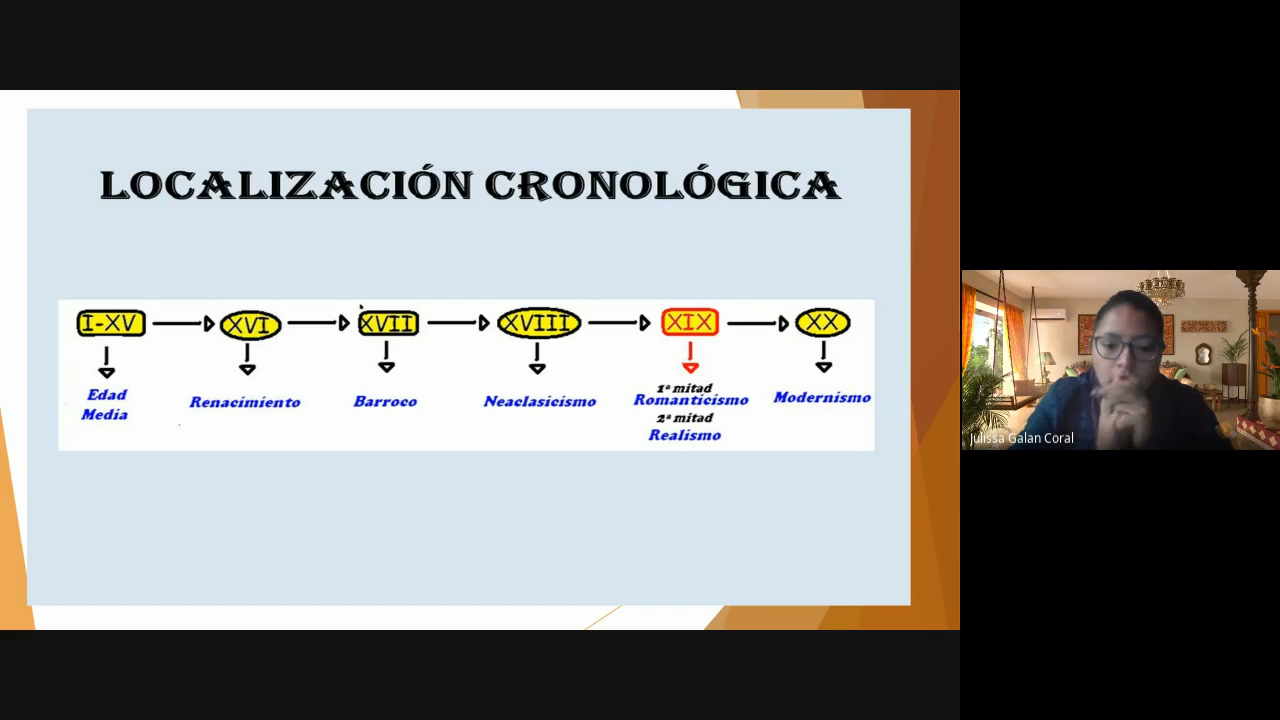 LOCALIZACIÓN CRONOLÓGICA
I-XV
XVI
XVII
XVIII
XIX
XX
Edad
Media
Renacimiento
Barroco
Neaclasicismo
1ª mitad
Romanticismo
2ª mitad
Realismo
Modernismo
Julissa Galan Coral